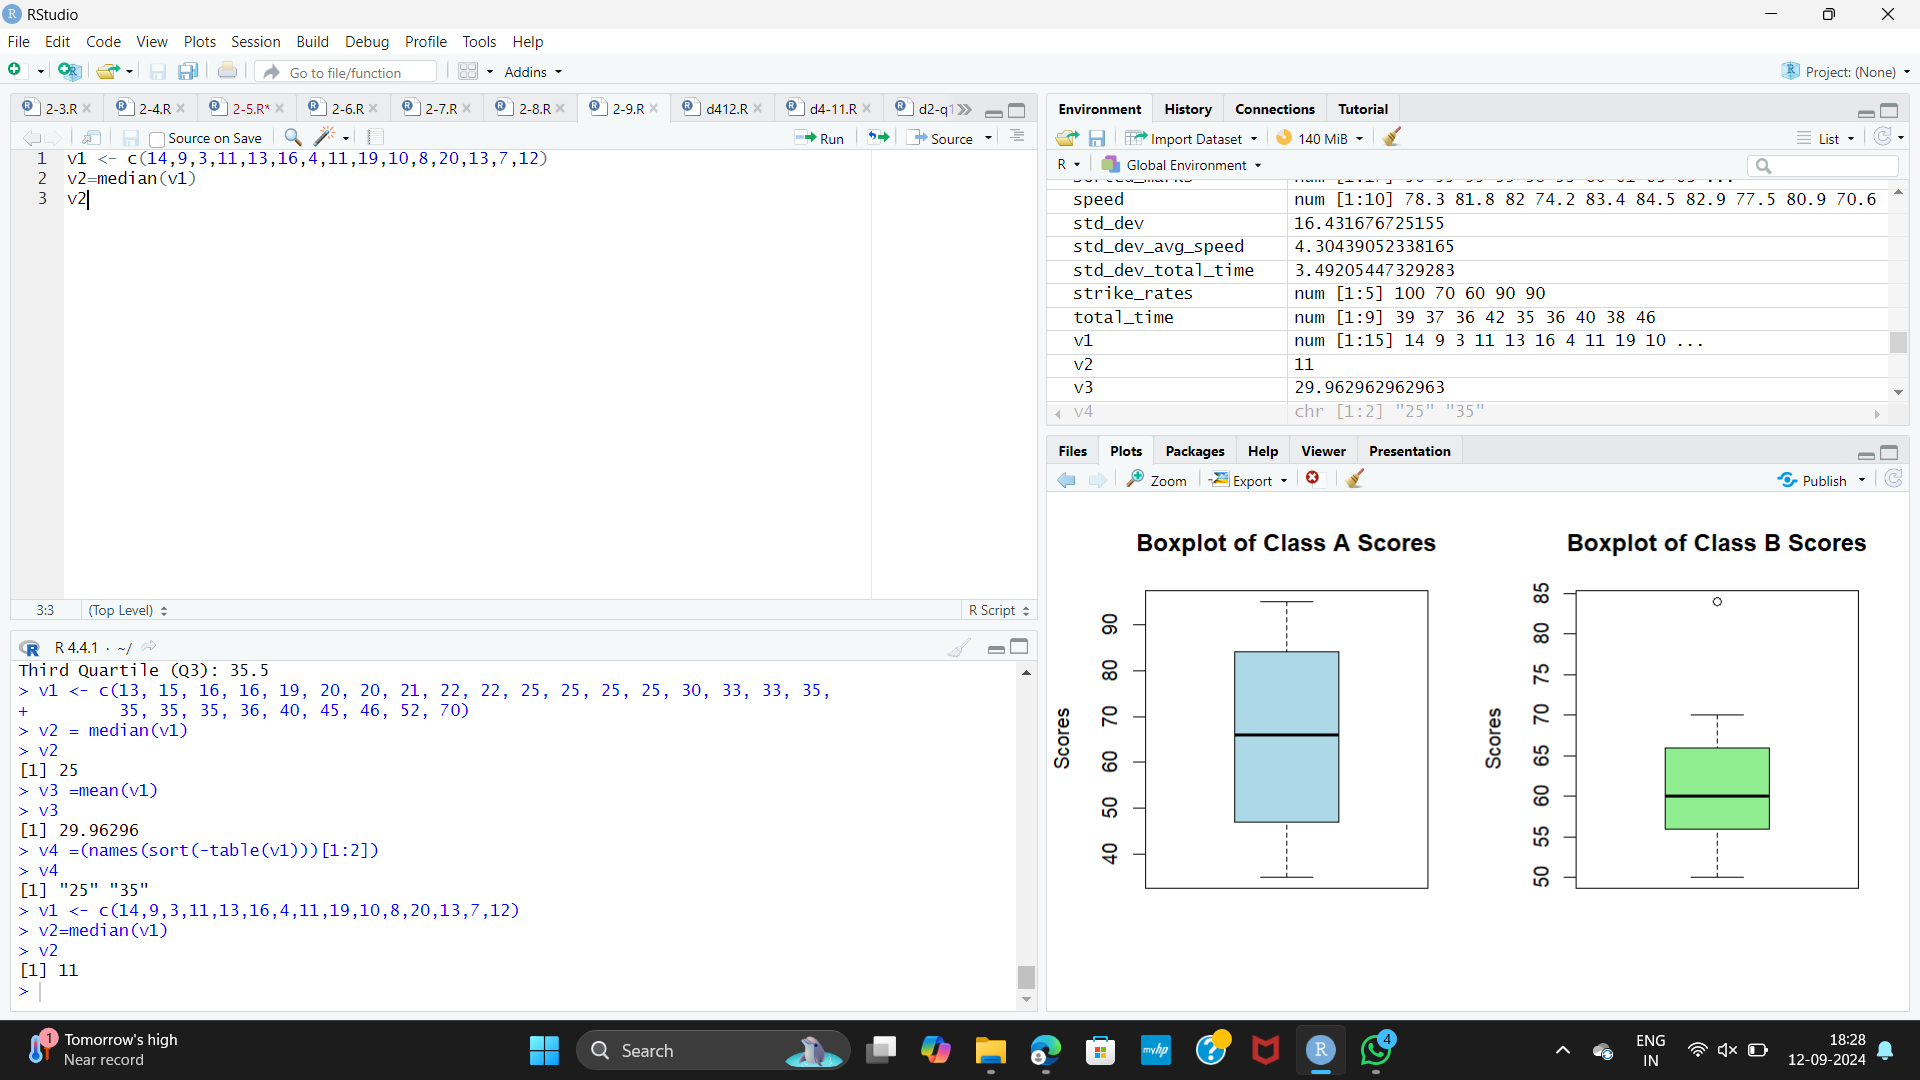 RStudio
File Edit Code View Plots Session Build Debug Profile Tools Help
Go to file/function Addins Project: (None)
2-3.R 2-4.R 2-5.R* 2-6.R 2-7.R 2-8.R 2-9.R d412.R d4-11.R d2-q1
Source on Save Run Source
1 v1 <- c(14,9,3,11,13,16,4,11,19,10,8,20,13,7,12)
2 v2=median(v1)
3 v2
3:3 (Top Level) R Script
R 4.4.1 · ~/
Third Quartile (Q3): 35.5
> v1 <- c(13, 15, 16, 16, 19, 20, 20, 21, 22, 22, 25, 25, 25, 25, 30, 33, 33, 35,
+ 35, 35, 35, 36, 40, 45, 46, 52, 70)
> v2 = median(v1)
> v2
[1] 25
> v3 =mean(v1)
> v3
[1] 29.96296
> v4 =(names(sort(-table(v1)))[1:2])
> v4
[1] "25" "35"
> v1 <- c(14,9,3,11,13,16,4,11,19,10,8,20,13,7,12)
> v2=median(v1)
> v2
[1] 11
>
Environment History Connections Tutorial
Import Dataset 140 MiB List
R Global Environment
speed num [1:10] 78.3 81.8 82 74.2 83.4 84.5 82.9 77.5 80.9 70.6
std_dev 16.431676725155
std_dev_avg_speed 4.30439052338165
std_dev_total_time 3.49205447329283
strike_rates num [1:5] 100 70 60 90 90
total_time num [1:9] 39 37 36 42 35 36 40 38 46
v1 num [1:15] 14 9 3 11 13 16 4 11 19 10 ...
v2 11
v3 29.962962962963
v4 chr [1:2] "25" "35"
Files Plots Packages Help Viewer Presentation
Zoom Export Publish
Boxplot of Class A Scores
Scores
90
80
70
60
50
40
Boxplot of Class B Scores
Scores
85
80
75
70
65
60
55
50
1 Tomorrow's high
Near record
Search
myhp
R
4
ENG
IN
18:28
12-09-2024